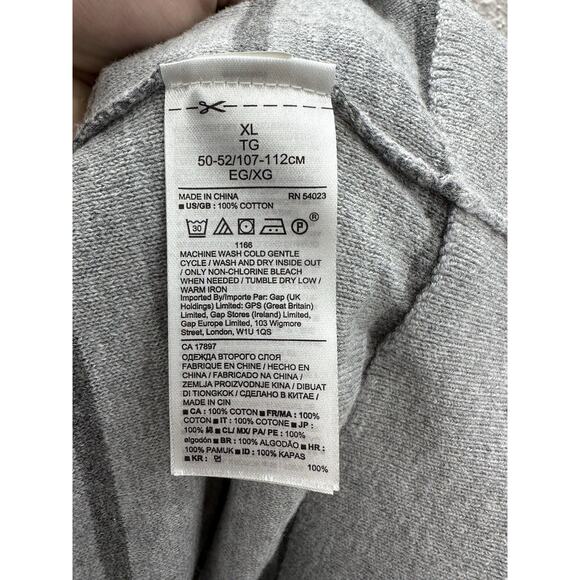 XL
TG
50-52/107-112CM
EG/XG
MADE IN CHINA RN 54023
■ US/GB : 100% COTTON
30 P ®
1166
MACHINE WASH COLD GENTLE
CYCLE / WASH AND DRY INSIDE OUT
/ ONLY NON-CHLORINE BLEACH
WHEN NEEDED / TUMBLE DRY LOW /
WARM IRON
Imported By/Importe Par: Gap (UK
Holdings) Limited: GPS (Great Britain)
Limited, Gap Stores (Ireland) Limited,
Gap Europe Limited, 103 Wigmore
Street, London, W1U 1QS
CA 17897
ОДЕЖДА ВТОРОГО СЛОЯ
FABRIQUE EN CHINE / HECHO EN
CHINA / FABRICADO NA CHINA /
ZEMLJA PROIZVODNJE KINA / DIBUAT
DI TIONGKOK / СДЕЛАНО В КИТАЕ /
MADE IN CIN
■ CA : 100% COTON ■ FR/MA : 100%
COTON ■ IT : 100% COTONE ■ JP :
100% 綿 ■ CL/ MX/ PA/ PE : 100%
algodón ■ BR : 100% ALGODÃO ■ HR :
100% PAMUK ■ ID : 100% KAPAS
■ KR : 면
100%